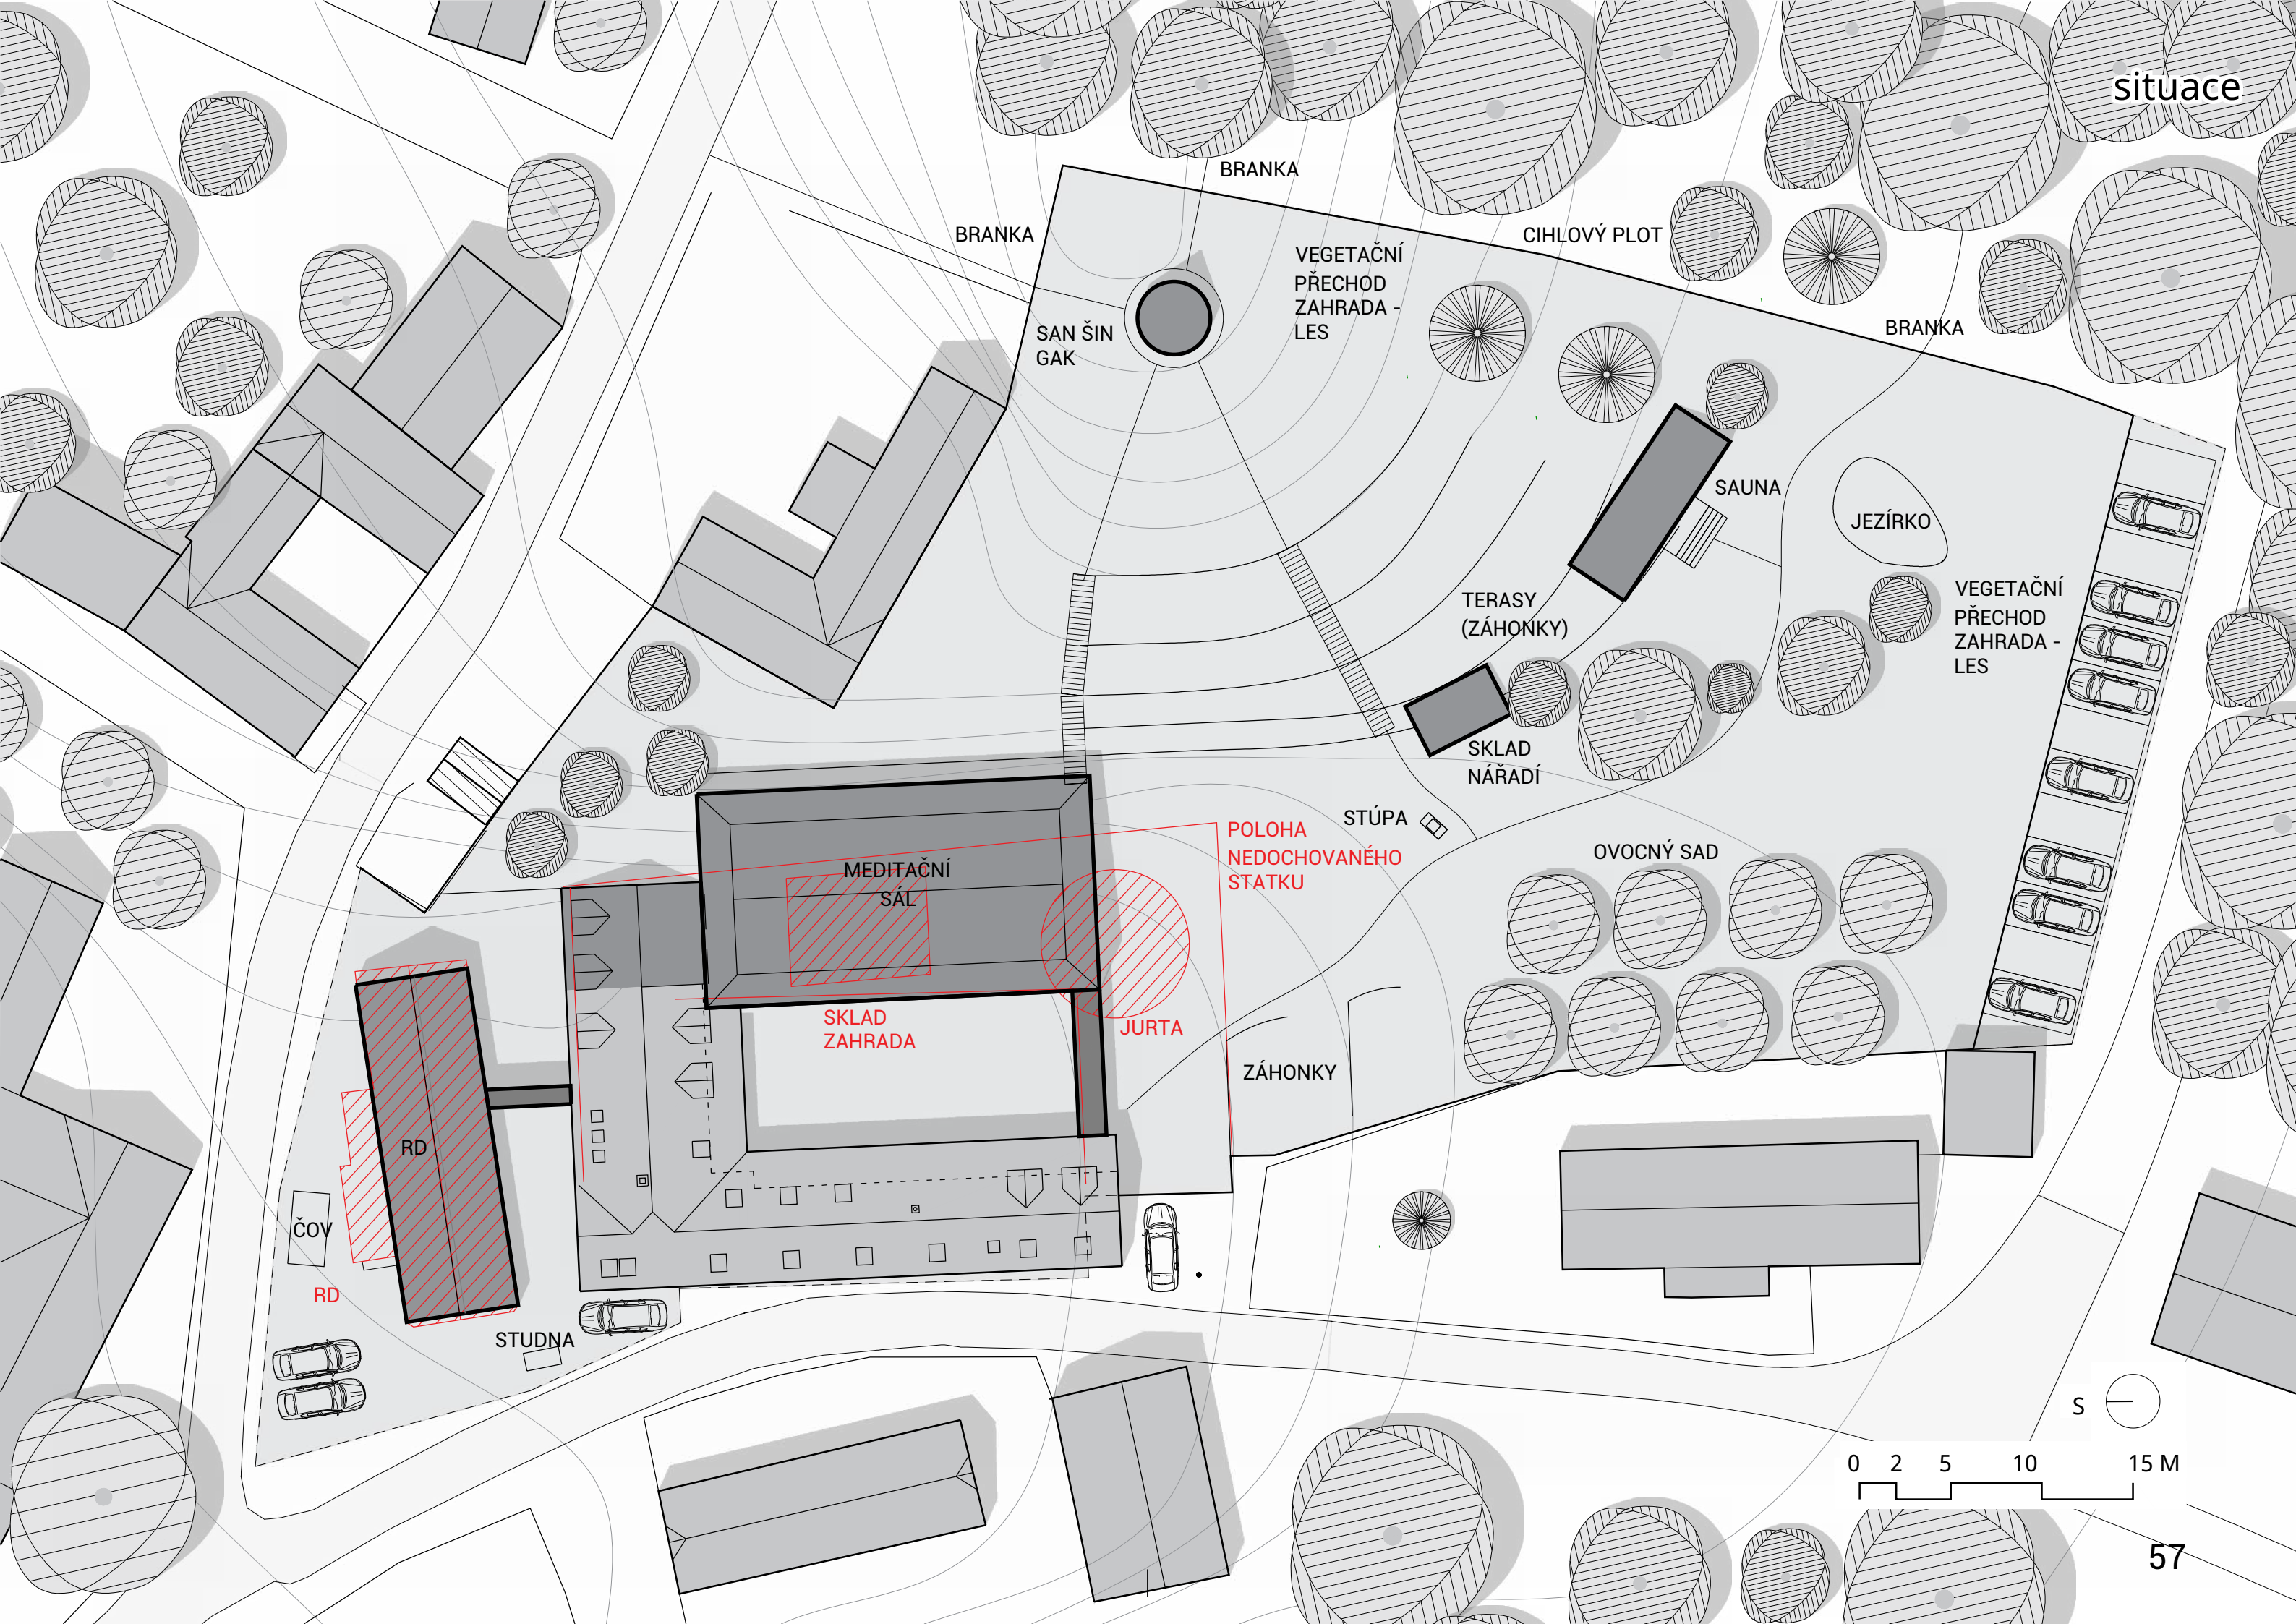 situace
BRANKA
BRANKA
CIHLOVÝ PLOT
VEGETAČNÍ
PŘECHOD
ZAHRADA -
LES
SAN ŠIN
GAK
BRANKA
SAUNA
JEZÍRKO
VEGETAČNÍ
PŘECHOD
ZAHRADA -
LES
TERASY
(ZÁHONKY)
SKLAD
NÁŘADÍ
STÚPA
POLOHA
NEDOCHOVANÉHO
STATKU
OVOCNÝ SAD
MEDITAČNÍ
SÁL
SKLAD
ZAHRADA
JURTA
ZÁHONKY
RD
ČOV
RD
STUDNA
S
0 2 5 10 15 M
57